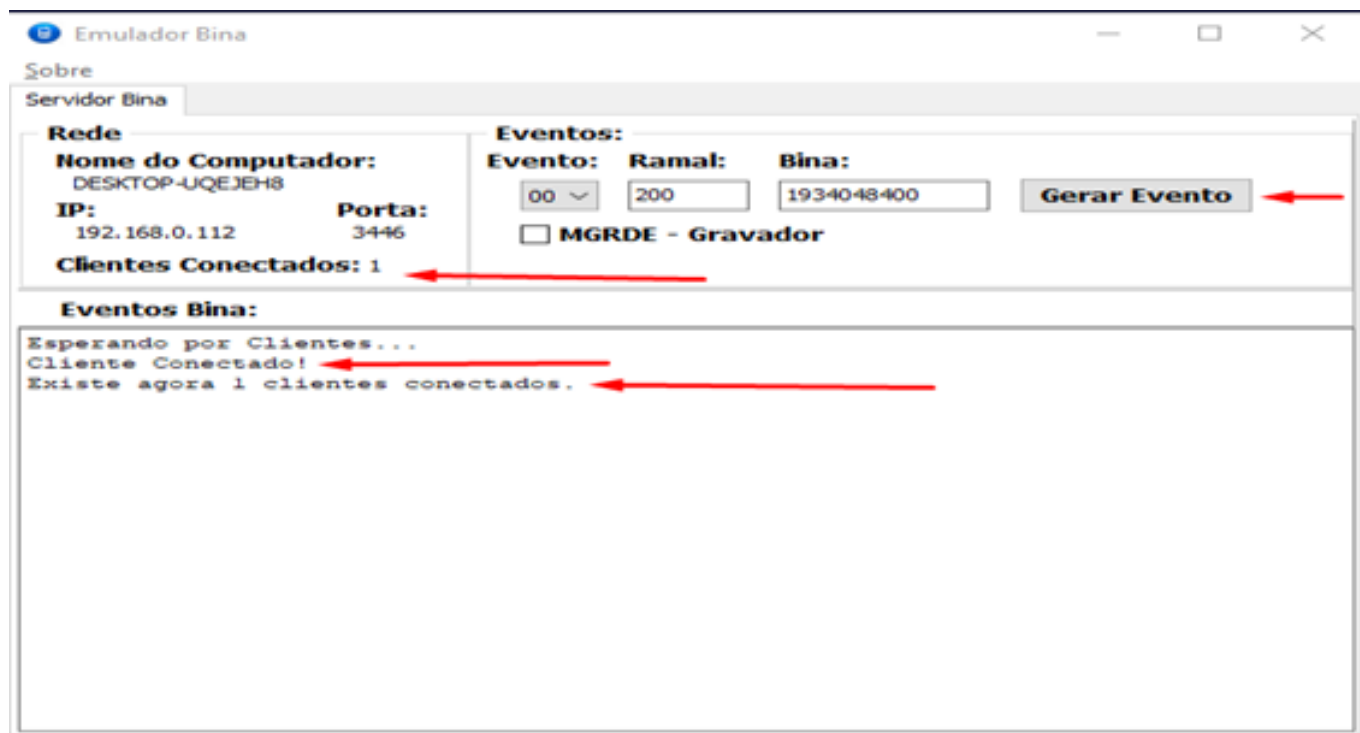 Emulador Bina
Sobre
Servidor Bina
Rede
Nome do Computador:
DESKTOP-UQEJEH8
IP: Porta:
192.168.0.112 3446
Clientes Conectados: 1
Eventos:
Evento: Ramal: Bina:
00 200 1934048400 Gerar Evento
MGRDE - Gravador
Eventos Bina:
Esperando por Clientes...
Cliente Conectado!
Existe agora 1 clientes conectados.